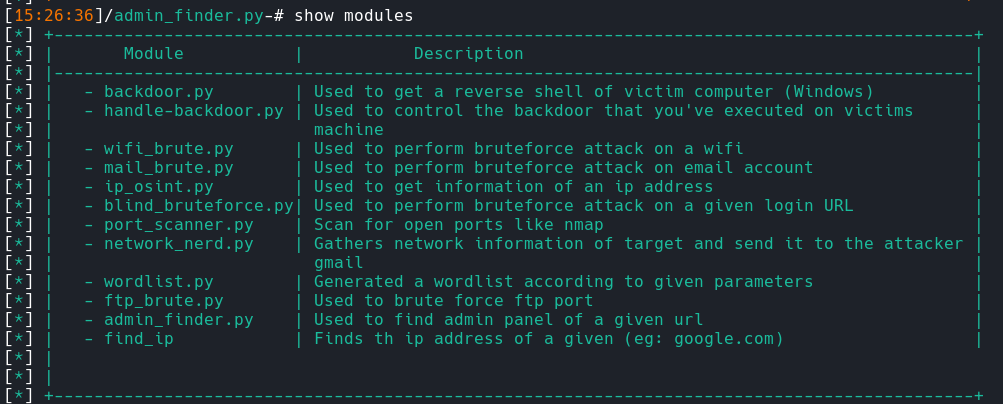 [15:26:36]/admin_finder.py-# show modules
[*] +--------------------------------------------------------------------------------------------+
[*] |       Module           |           Description                                             |
[*] |--------------------------------------------------------------------------------------------|
[*] |   - backdoor.py        | Used to get a reverse shell of victim computer (Windows)          |
[*] |   - handle-backdoor.py | Used to control the backdoor that you've executed on victims      |
[*] |                          machine                                                           |
[*] |   - wifi_brute.py      | Used to perform bruteforce attack on a wifi                       |
[*] |   - mail_brute.py      | Used to perform bruteforce attack on email account                |
[*] |   - ip_osint.py        | Used to get information of an ip address                          |
[*] |   - blind_bruteforce.py| Used to perform bruteforce attack on a given login URL            |
[*] |   - port_scanner.py    | Scan for open ports like nmap                                     |
[*] |   - network_nerd.py    | Gathers network information of target and send it to the attacker |
[*] |                          gmail                                                             |
[*] |   - wordlist.py        | Generated a wordlist according to given parameters                |
[*] |   - ftp_brute.py       | Used to brute force ftp port                                      |
[*] |   - admin_finder.py    | Used to find admin panel of a given url                           |
[*] |   - find_ip            | Finds th ip address of a given (eg: google.com)                   |
[*] |                                                                                            |
[*] |                                                                                            |
[*] +--------------------------------------------------------------------------------------------+